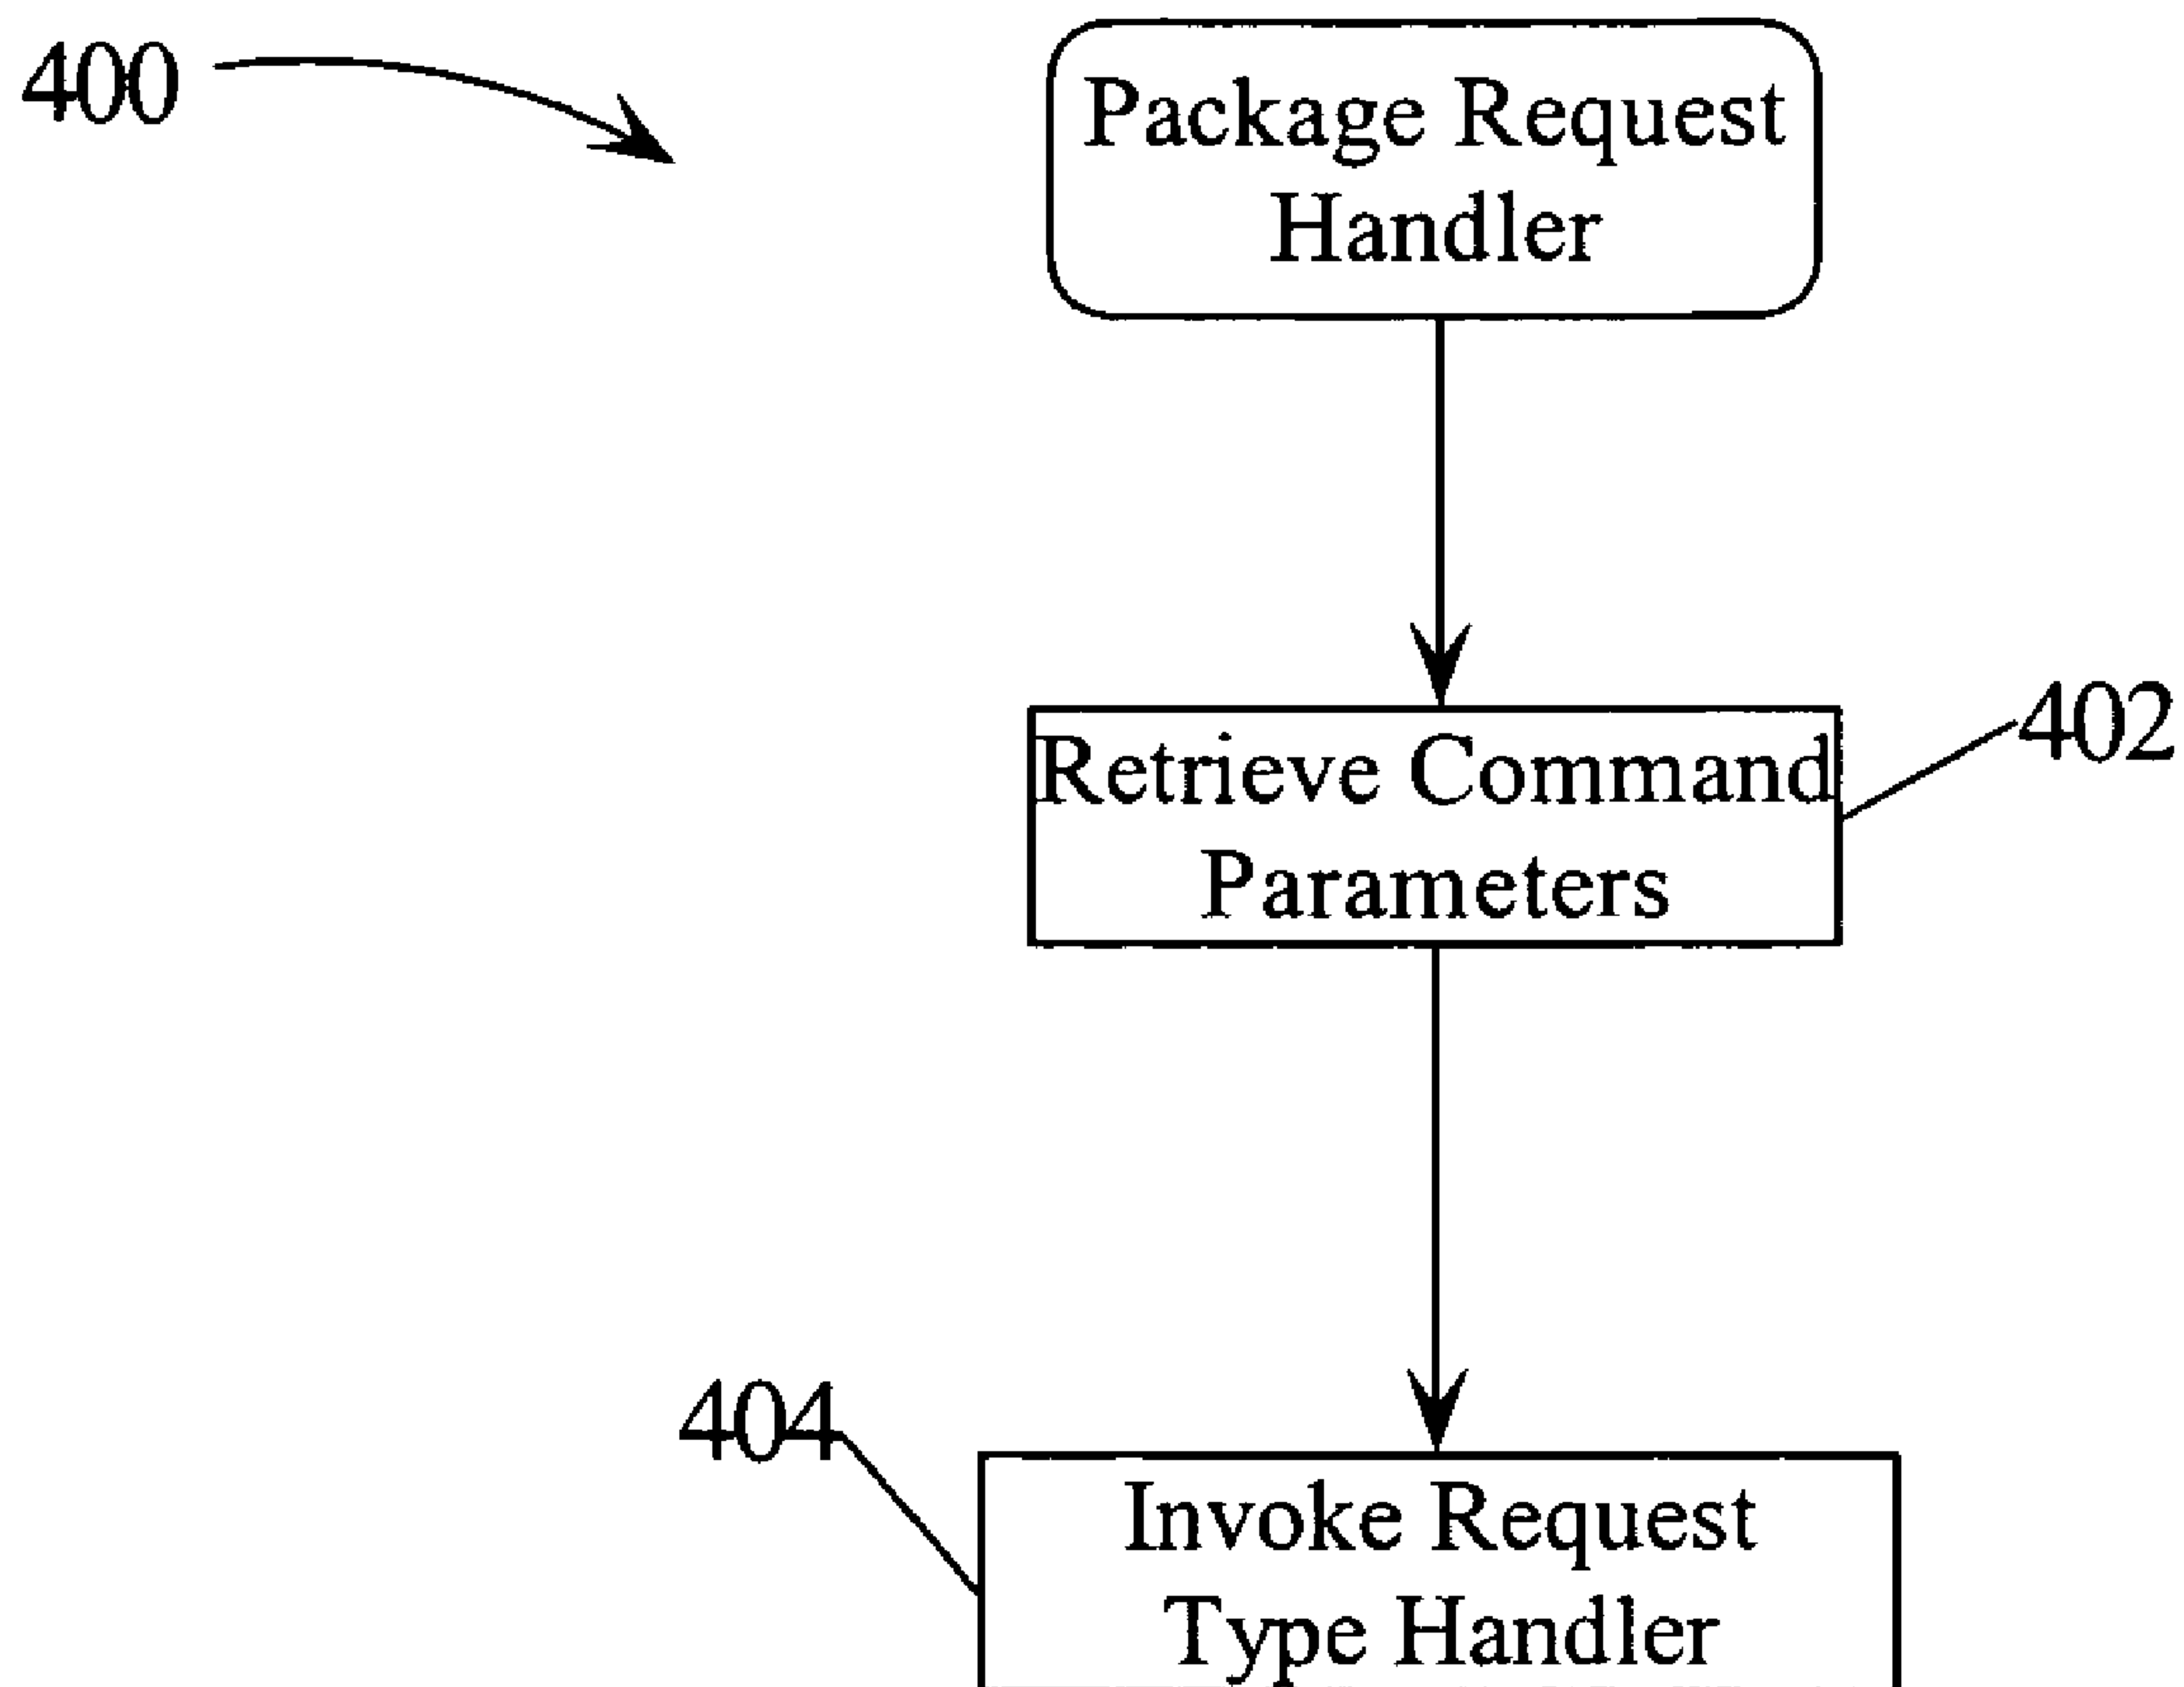 400
Package Request
Handler
Retrieve Command
Parameters
402
404
Invoke Request
Type Handler